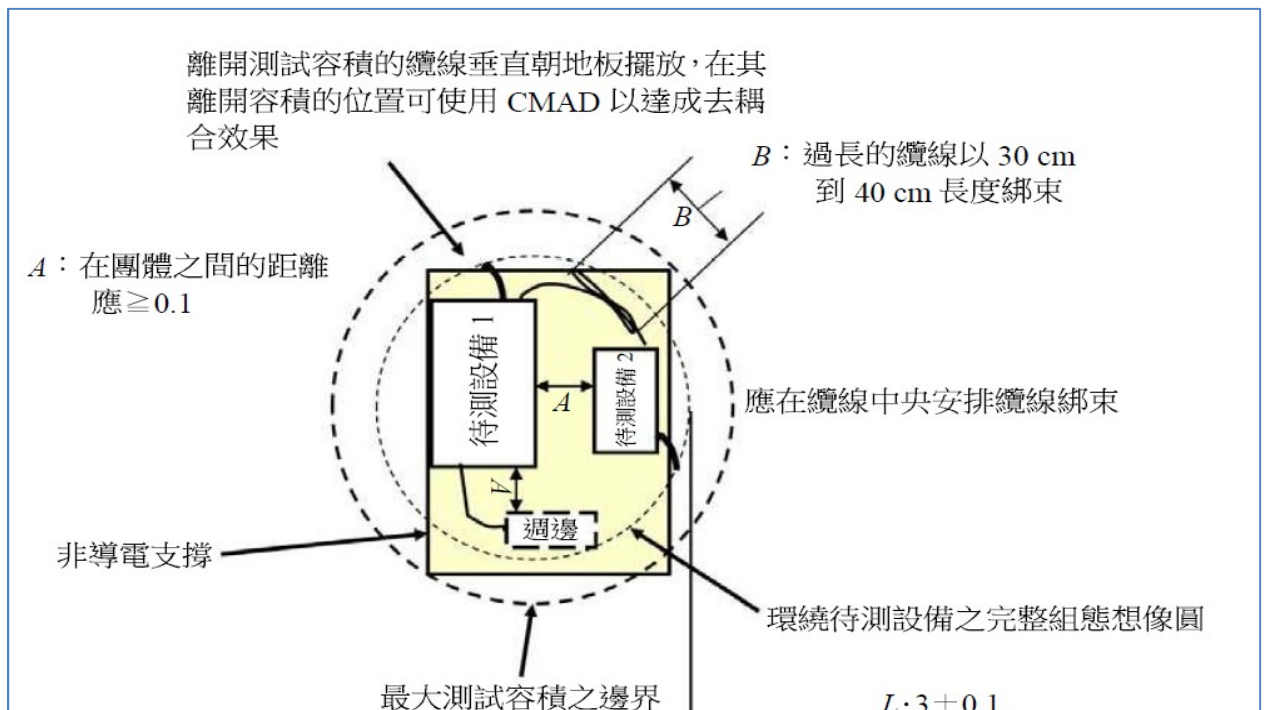 離開測試容積的纜線垂直朝地板擺放，在其
離開容積的位置可使用 CMAD 以達成去耦
合效果
B：過長的纜線以 30 cm
到 40 cm 長度綁束
B
A：在團體之間的距離
應≧0.1
待測設備 1
待測設備 2
A
應在纜線中央安排纜線綁束
A
週邊
非導電支撐
環繞待測設備之完整組態想像圓
最大測試容積之邊界
L:3±0.1